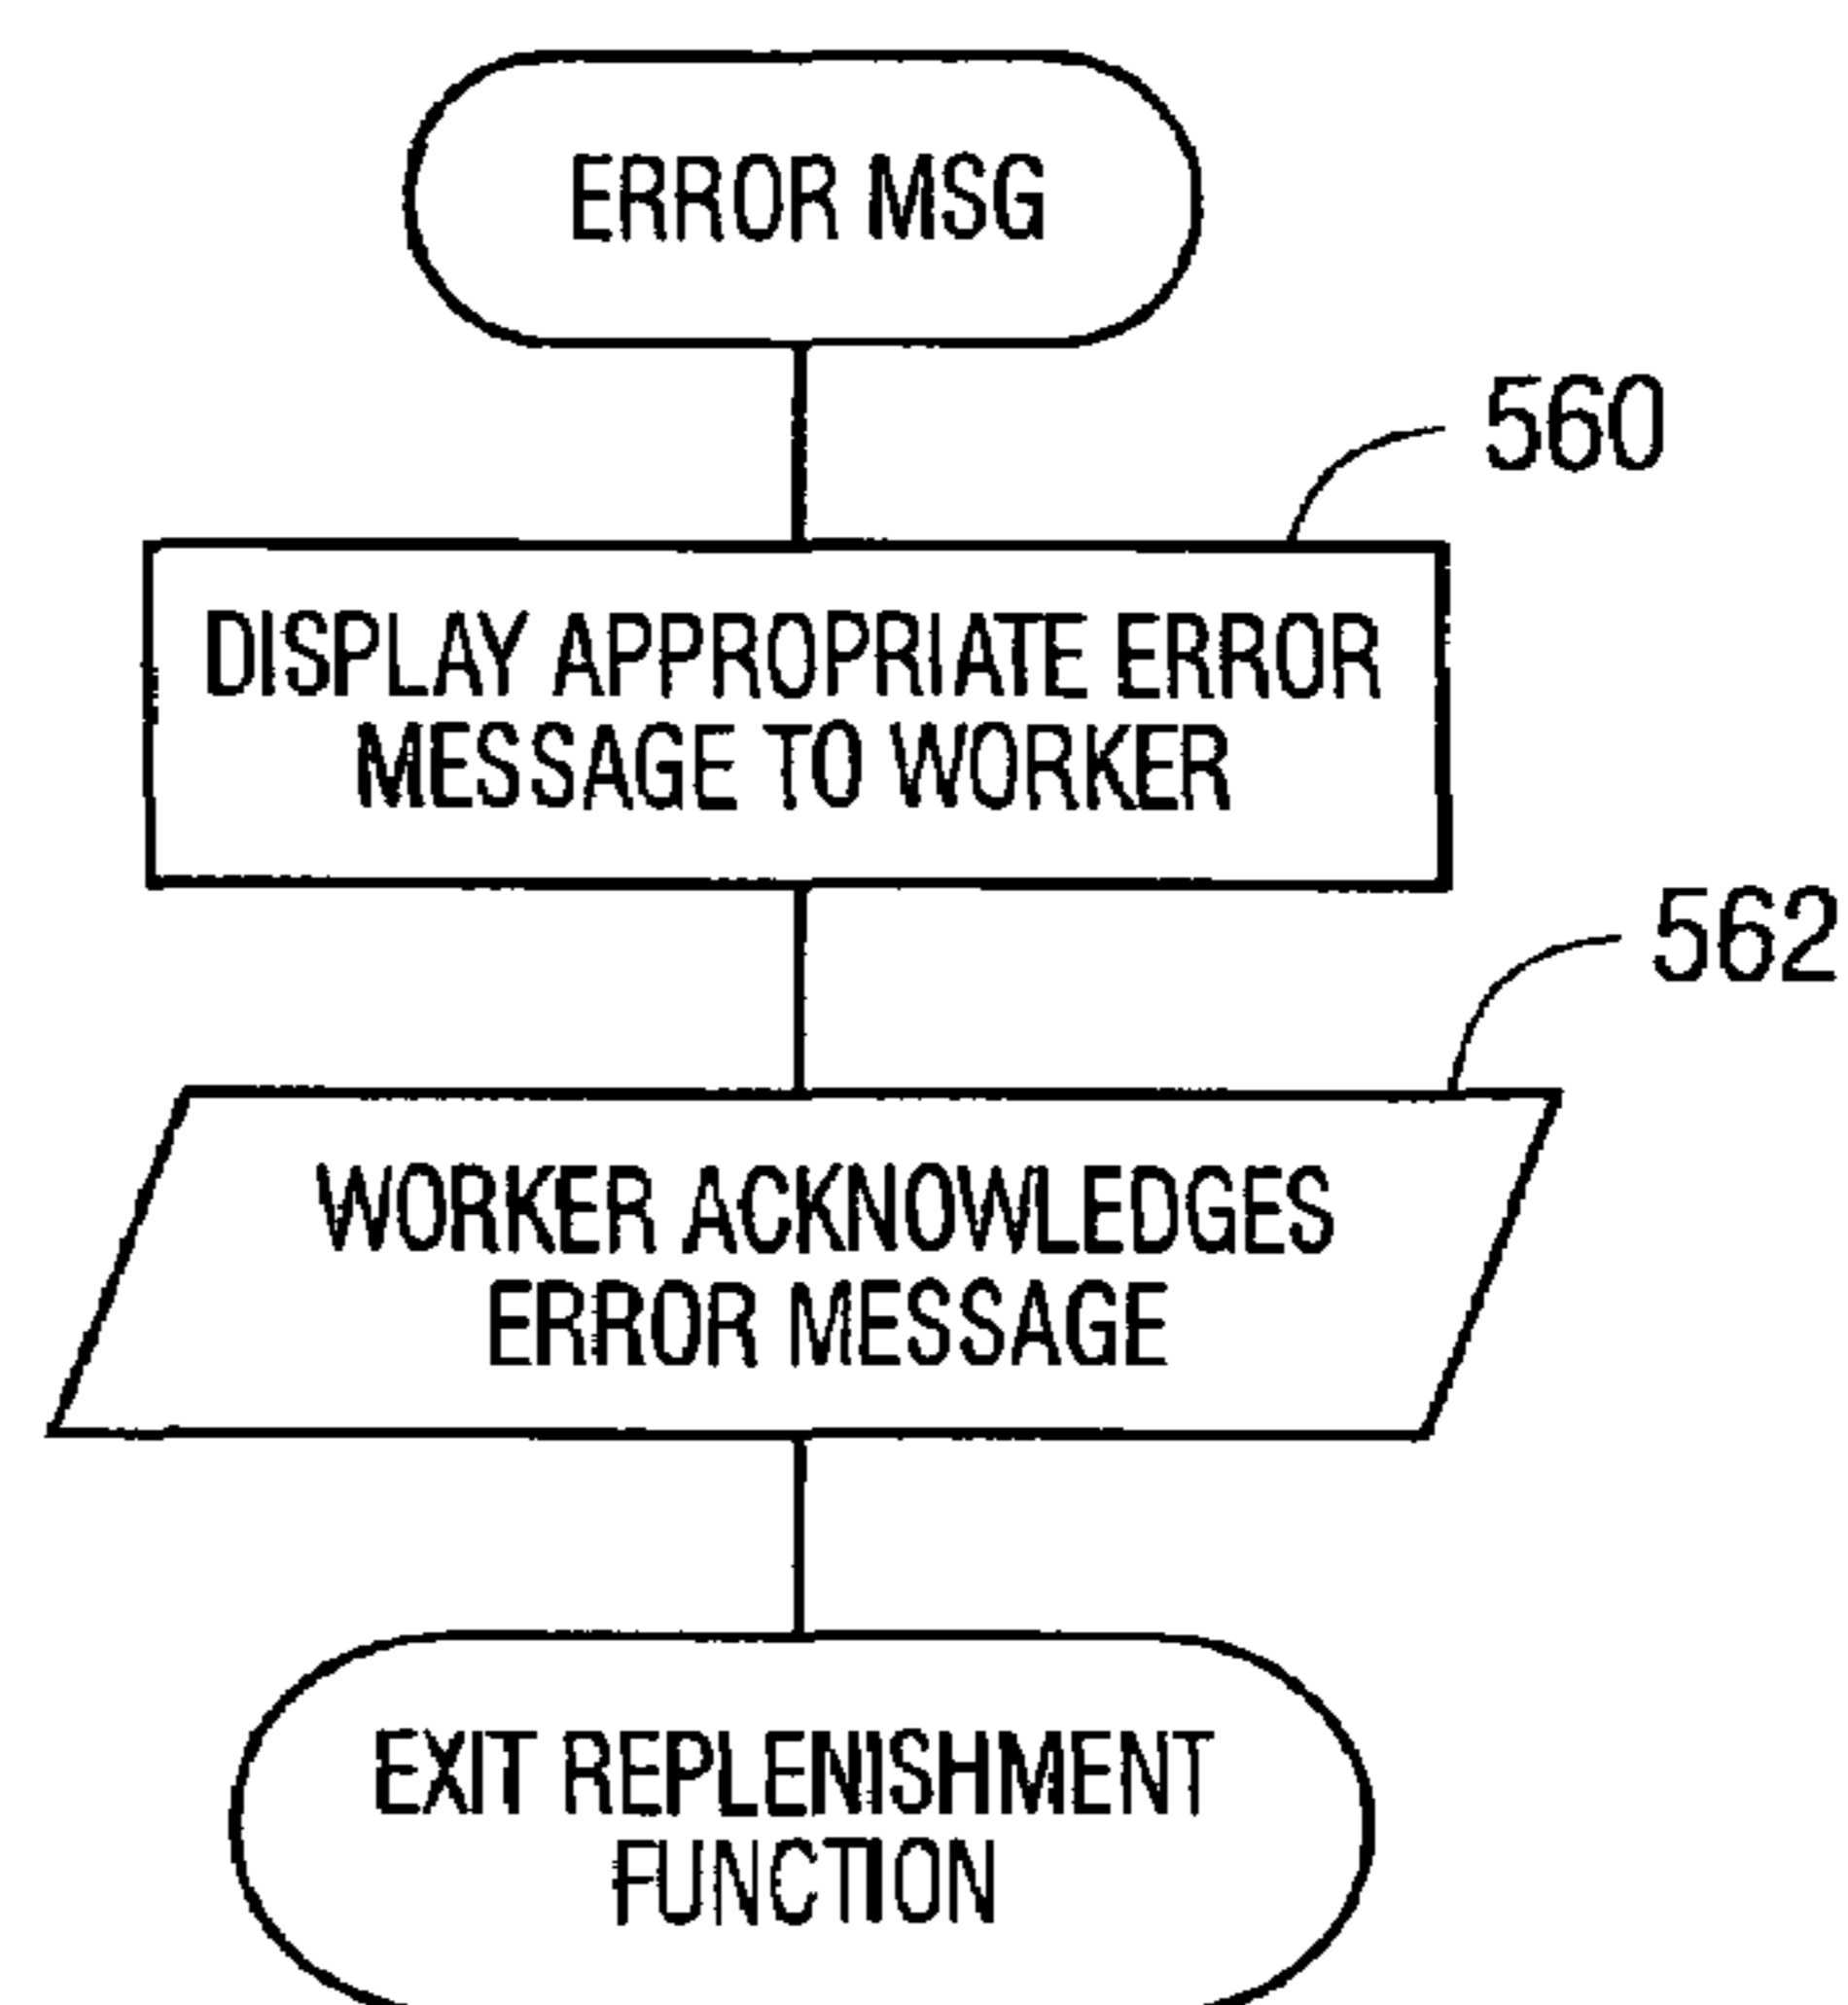 ERROR MSG
560
DISPLAY APPROPRIATE ERROR
MESSAGE TO WORKER
562
WORKER ACKNOWLEDGES
ERROR MESSAGE
EXIT REPLENISHMENT
FUNCTION